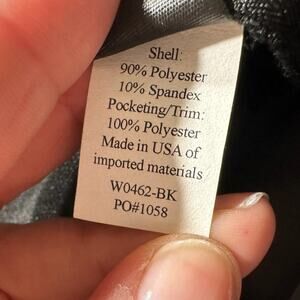 Shell:
90% Polyester
10% Spandex
Pocketing/Trim:
100% Polyester
Made in USA of
imported materials
W0462-BK
PO#1058